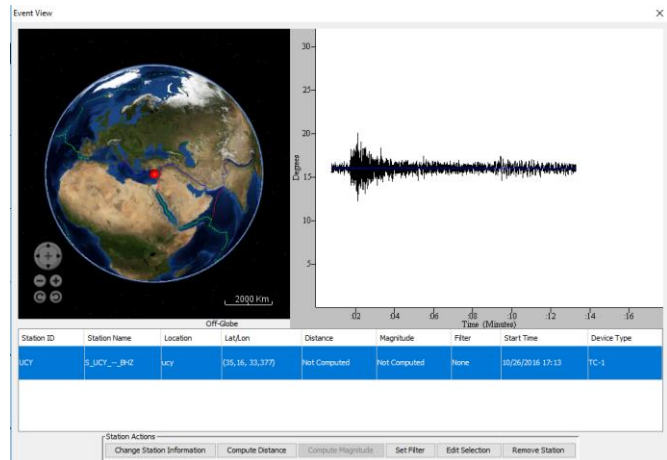 Event View
30-
25-
20-
Degrees
15-
10-
5-
2000 Km
Off-Globe
:02 :04 :06 :08 :10 :12 :14 :16
Time (Minutes)
Station ID Station Name Location Lat/Lon Distance Magnitude Filter Start Time Device Type
UCY S_UCY_--_BHZ ucy (35,16, 33,377) Not Computed Not Computed None 10/26/2016 17:13 TC-1
Station Actions
Change Station Information Compute Distance Compute Magnitude Set Filter Edit Selection Remove Station